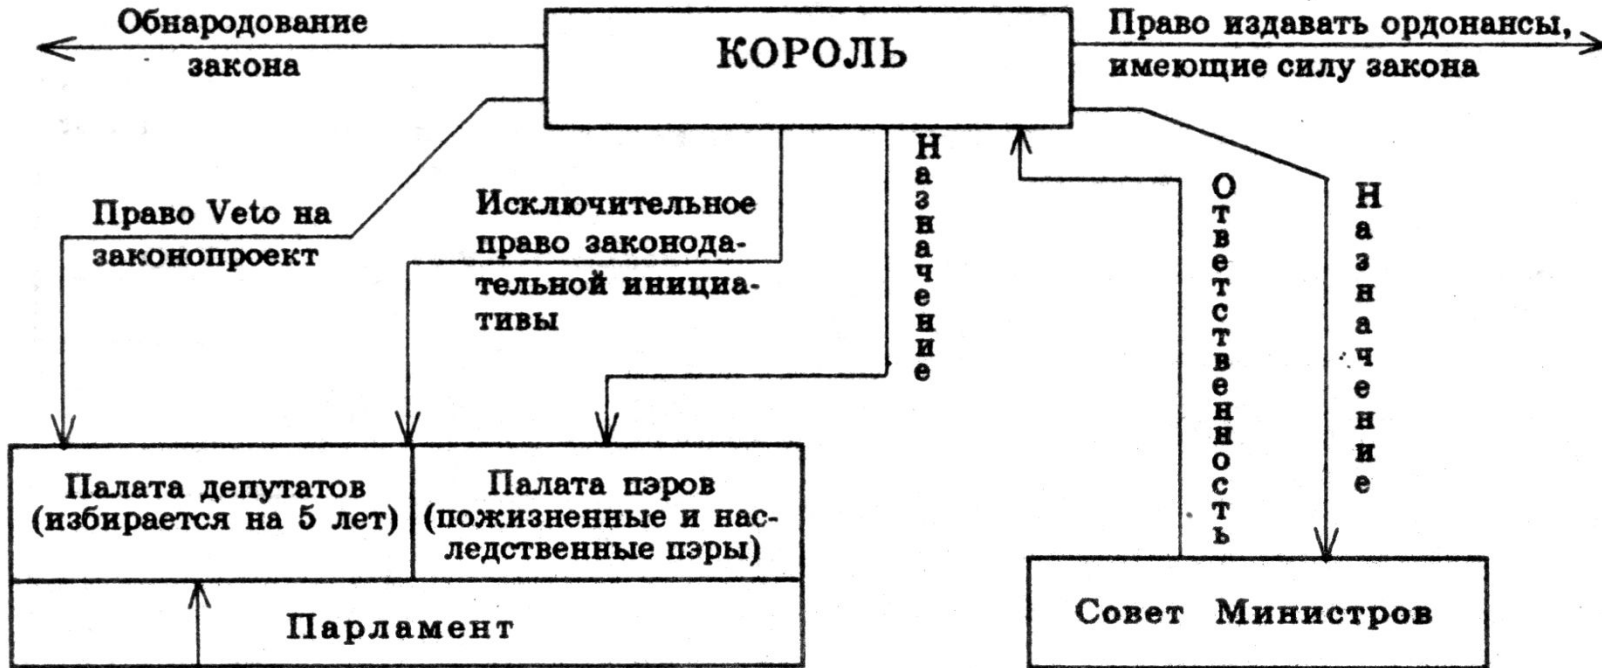 Обнародование
закона
КОРОЛЬ
Право издавать ордонансы,
имеющие силу закона
Право Veto на
законопроект
Исключительное
право законода-
тельной инициа-
тивы
Назначение
Ответственность
Назначение
Палата депутатов
(избирается на 5 лет)
Палата пэров
(пожизненные и нас-
ледственные пэры)
Парламент
Совет Министров